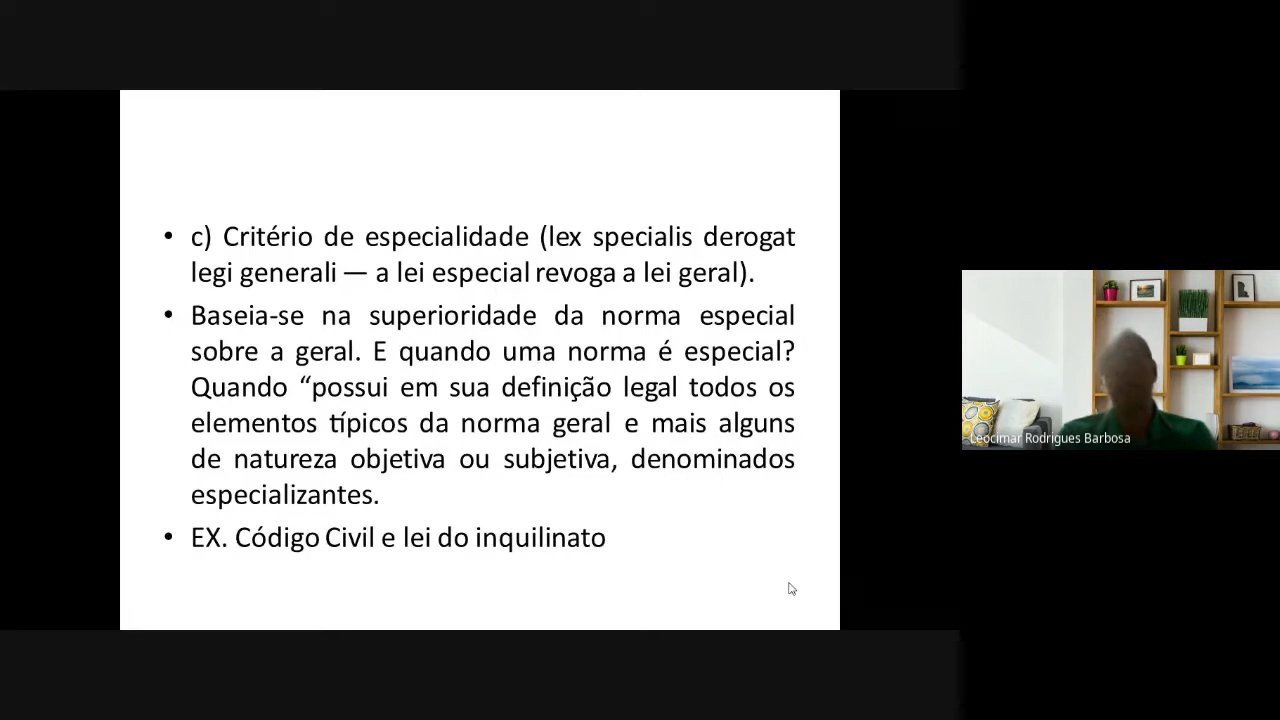 • c) Critério de especialidade (lex specialis derogat
legi generali — a lei especial revoga a lei geral).
• Baseia-se na superioridade da norma especial
sobre a geral. E quando uma norma é especial?
Quando “possui em sua definição legal todos os
elementos típicos da norma geral e mais alguns
de natureza objetiva ou subjetiva, denominados
especializantes.
• EX. Código Civil e lei do inquilinato
Leocimar Rodrigues Barbosa